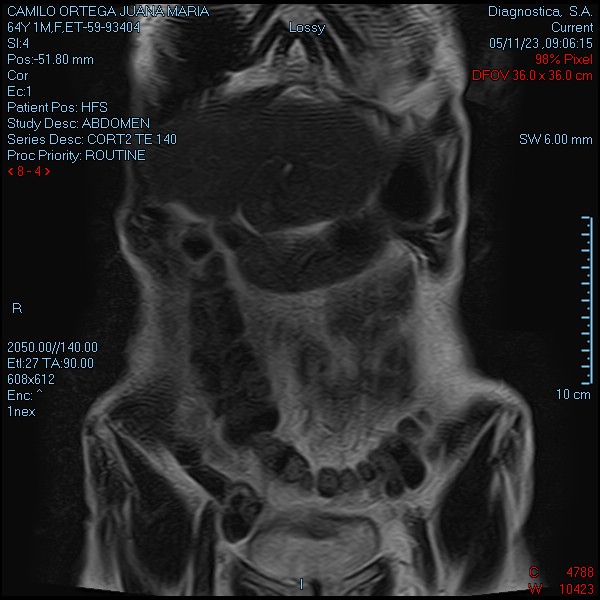 CAMILO ORTEGA JUANA MARIA
64Y 1M,F,ET-59-93404
Sl:4
Pos:-51.80 mm
Cor
Ec:1
Patient Pos: HFS
Study Desc: ABDOMEN
Series Desc: CORT2 TE 140
Proc Priority: ROUTINE
< 8 - 4 >
Lossy
Diagnostica, S.A.
Current
05/11/23 ,09:06:15
98% Pixel
DFOV 36.0 x 36.0 cm
SW 6.00 mm
R
10 cm
2050.00//140.00
Etl:27 TA:90.00
608x612
Enc: ^
1nex
I
C 4788
W 10423